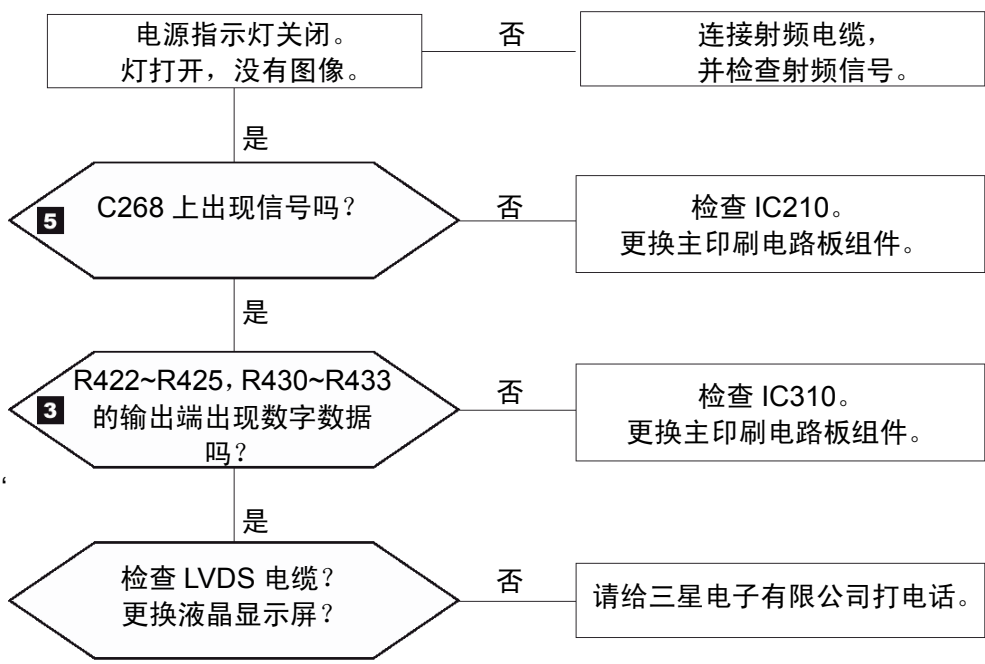 电源指示灯关闭。
灯打开，没有图像。
否
连接射频电缆，
并检查射频信号。
是
5
C268 上出现信号吗？
否
检查 IC210。
更换主印刷电路板组件。
是
3
R422~R425，R430~R433
的输出端出现数字数据
吗？
否
检查 IC310。
更换主印刷电路板组件。
‘
是
检查 LVDS 电缆？
更换液晶显示屏？
否
请给三星电子有限公司打电话。